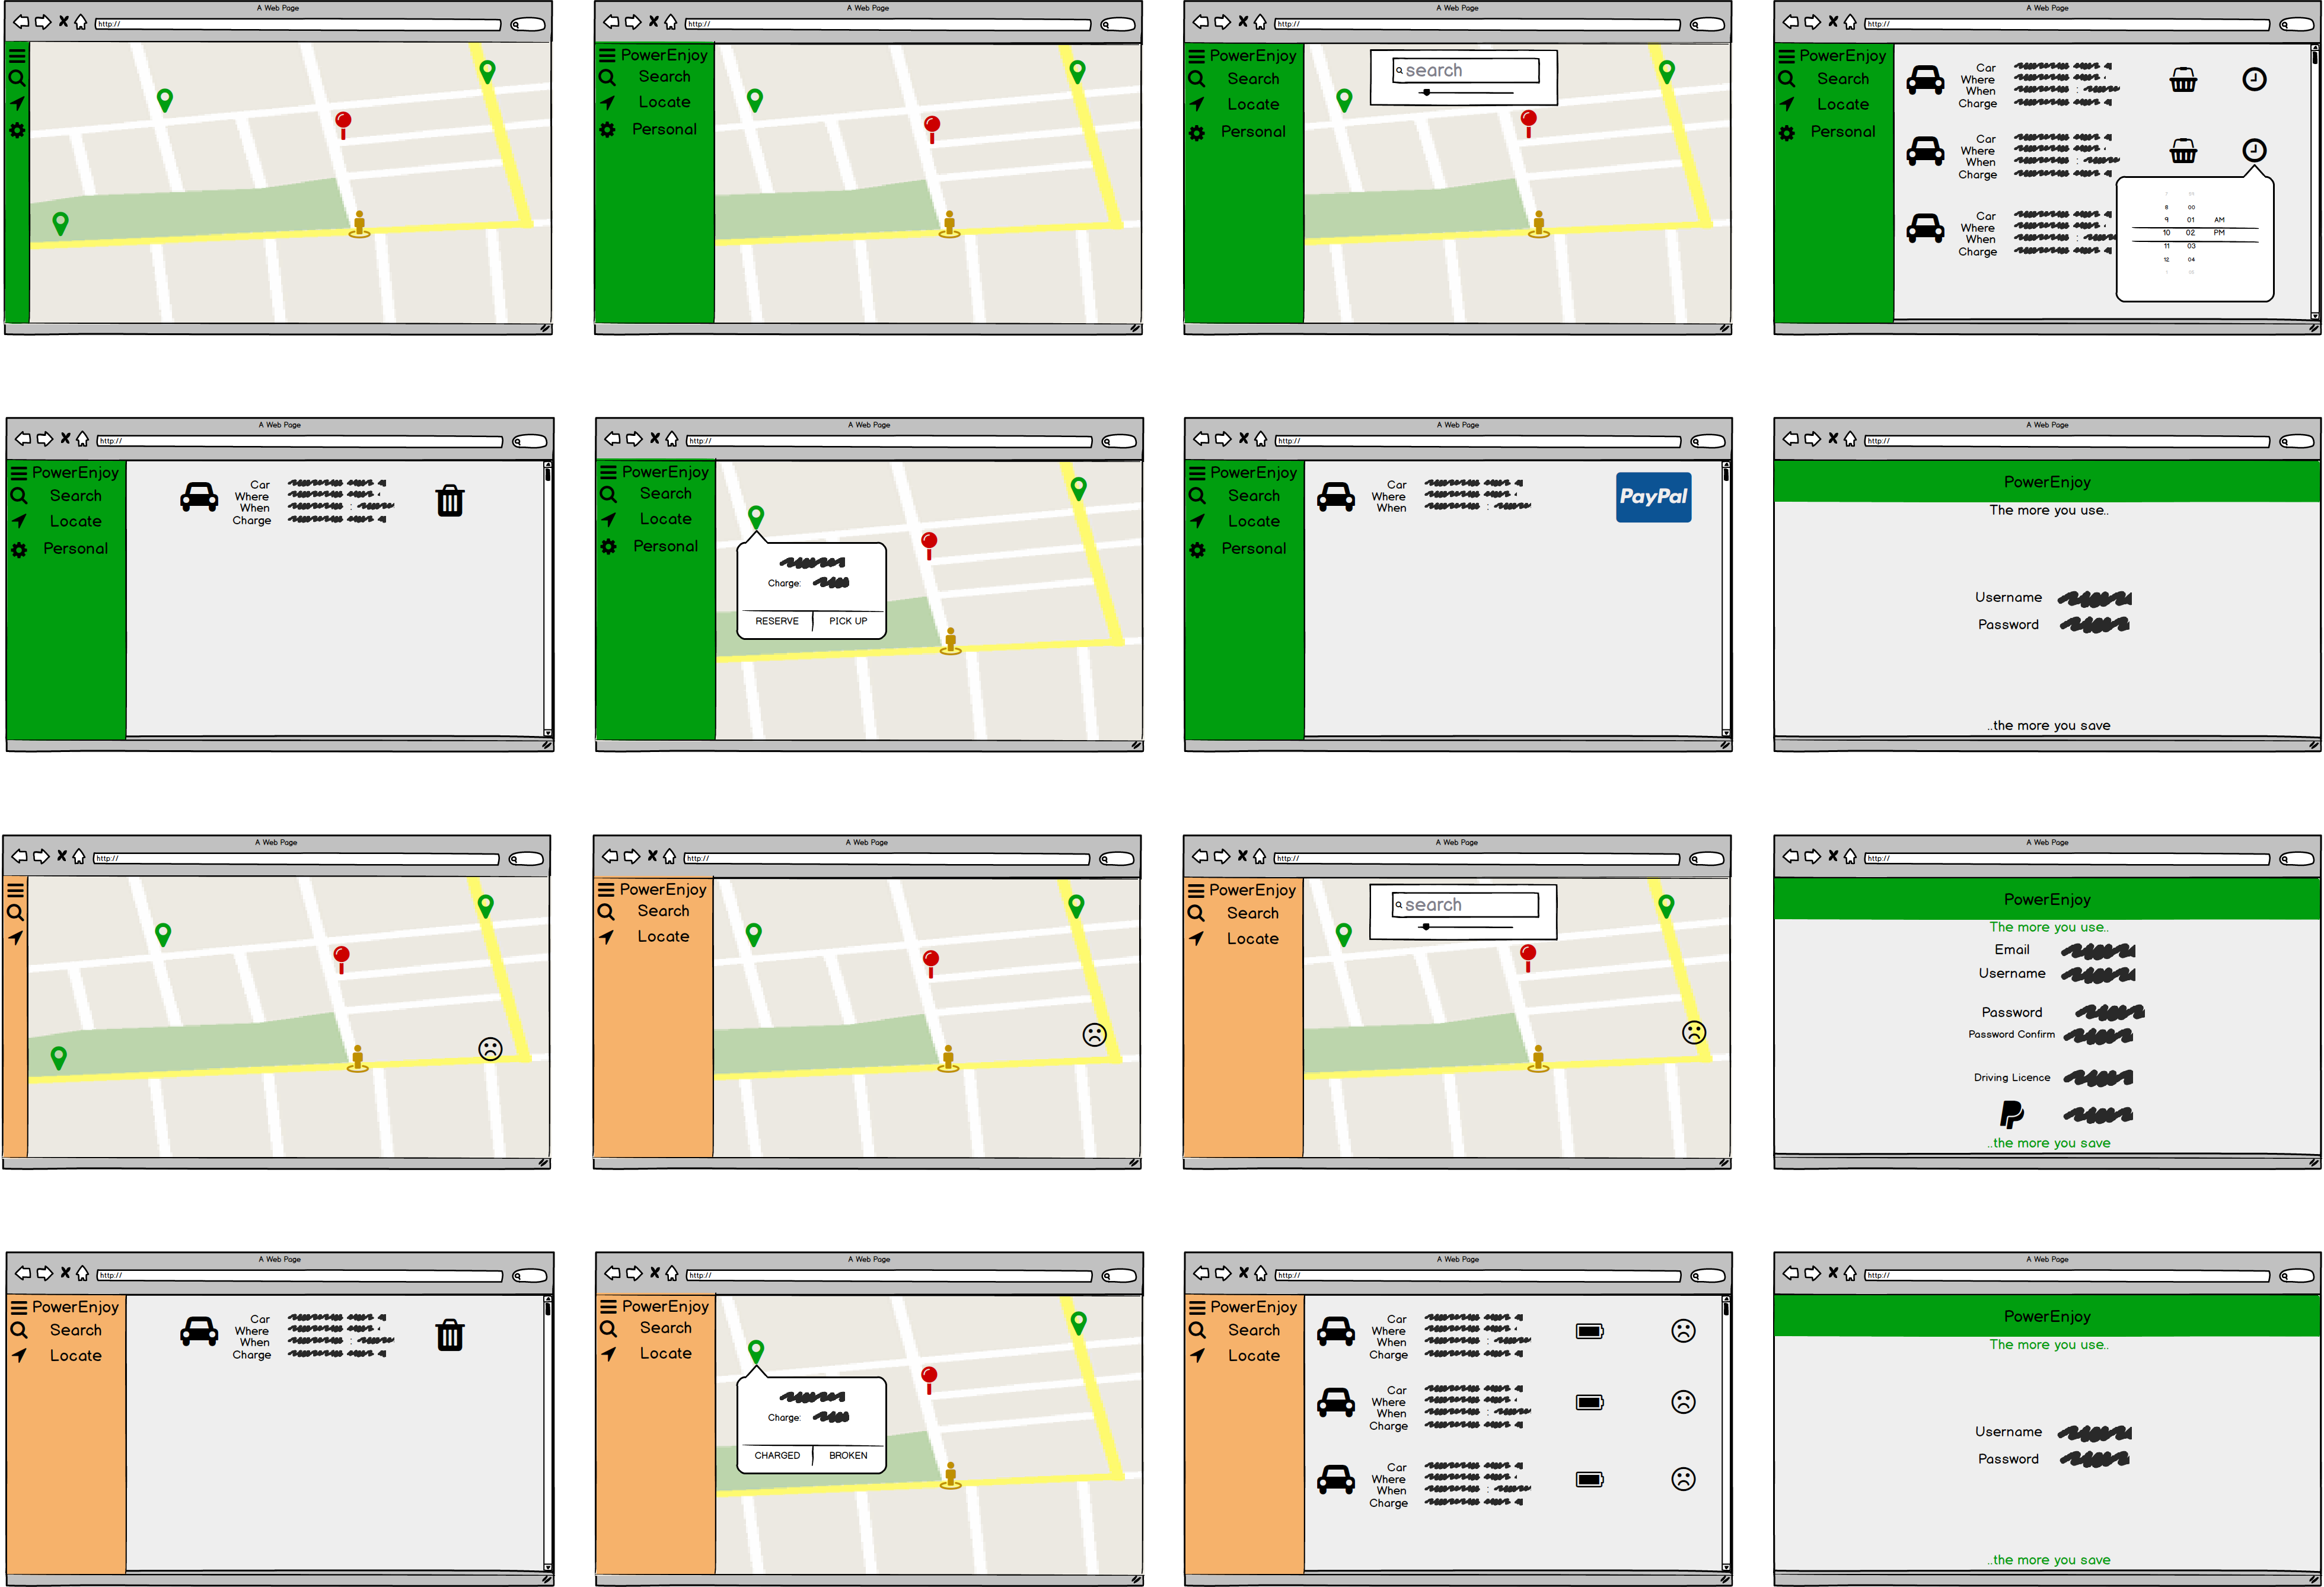 A Web Page
http://
A Web Page
http://
PowerEnjoy
Search
Locate
Personal
A Web Page
http://
PowerEnjoy
Search
Locate
Personal
search
A Web Page
http://
PowerEnjoy
Search
Locate
Personal
Car
Where
When :
Charge
Car
Where
When :
Charge
Car
Where
When :
Charge
7 00
8 00
9 01 AM
10 02 PM
11 03
12 04
1 05
A Web Page
http://
PowerEnjoy
Search
Locate
Personal
Car
Where
When :
Charge
A Web Page
http://
PowerEnjoy
Search
Locate
Personal
Charge:
RESERVE PICK UP
A Web Page
http://
PowerEnjoy
Search
Locate
Personal
Car
Where
When :
PayPal
A Web Page
http://
PowerEnjoy
The more you use..
Username
Password
..the more you save
A Web Page
http://
A Web Page
http://
PowerEnjoy
Search
Locate
A Web Page
http://
PowerEnjoy
Search
Locate
search
A Web Page
http://
PowerEnjoy
The more you use..
Email
Username
Password
Password Confirm
Driving Licence
..the more you save
A Web Page
http://
PowerEnjoy
Search
Locate
Car
Where
When :
Charge
A Web Page
http://
PowerEnjoy
Search
Locate
Charge:
CHARGED BROKEN
A Web Page
http://
PowerEnjoy
Search
Locate
Car
Where
When :
Charge
Car
Where
When :
Charge
Car
Where
When :
Charge
A Web Page
http://
PowerEnjoy
The more you use..
Username
Password
..the more you save